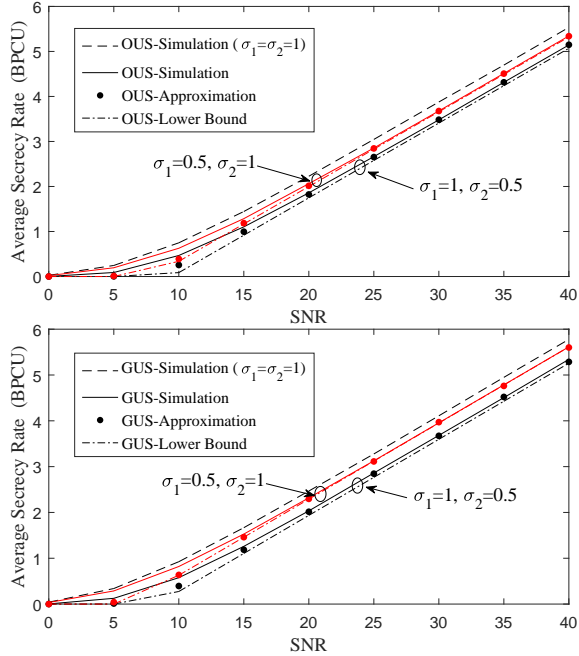 6
5
4
3
2
1
0
Average Secrecy Rate (BPCU)
OUS-Simulation ( σ₁=σ₂=1)
OUS-Simulation
OUS-Approximation
OUS-Lower Bound
σ₁=0.5, σ₂=1
σ₁=1, σ₂=0.5
0 5 10 15 20 25 30 35 40
SNR
6
5
4
3
2
1
0
Average Secrecy Rate (BPCU)
GUS-Simulation ( σ₁=σ₂=1)
GUS-Simulation
GUS-Approximation
GUS-Lower Bound
σ₁=0.5, σ₂=1
σ₁=1, σ₂=0.5
0 5 10 15 20 25 30 35 40
SNR